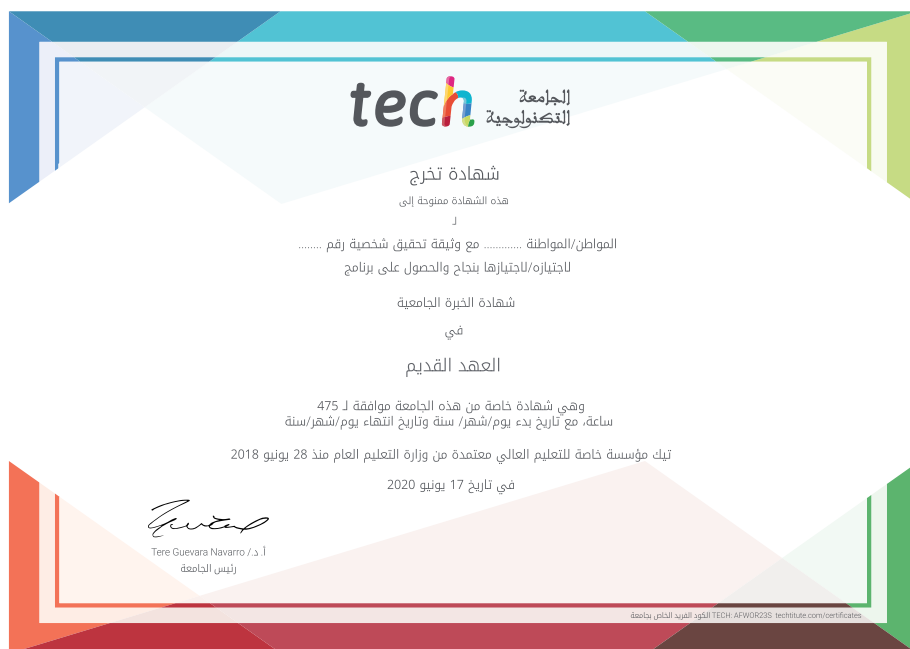 tech الجامعة
التكنولوجية
شهادة تخرج
هذه الشهادة ممنوحة إلى
لـ
المواطن/المواطنة ............ مع وثيقة تحقيق شخصية رقم ........
لاجتيازه/لاجتيازها بنجاح والحصول على برنامج
شهادة الخبرة الجامعية
في
العهد القديم
وهي شهادة خاصة من هذه الجامعة موافقة لـ 475
ساعة، مع تاريخ بدء يوم/شهر/ سنة وتاريخ انتهاء يوم/شهر/سنة
تيك مؤسسة خاصة للتعليم العالي معتمدة من وزارة التعليم العام منذ 28 يونيو 2018
في تاريخ 17 يونيو 2020
أ. د./ Tere Guevara Navarro
رئيس الجامعة
الكود الفريد الخاص بجامعة TECH: AFWOR23S techtitute.com/certificates